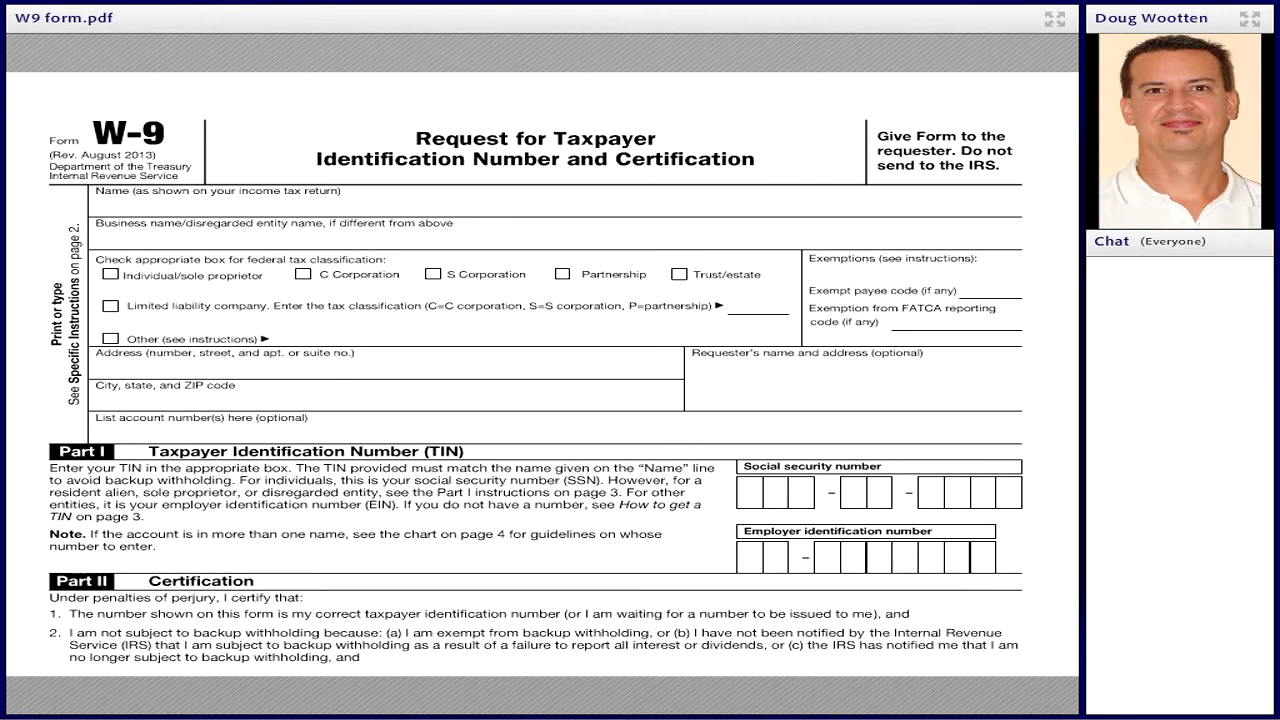 W9 form.pdf
Doug Wootten
Chat (Everyone)
Form W-9
(Rev. August 2013)
Department of the Treasury
Internal Revenue Service
Request for Taxpayer
Identification Number and Certification
Give Form to the
requester. Do not
send to the IRS.
Print or type
See Specific Instructions on page 2.
Name (as shown on your income tax return)
Business name/disregarded entity name, if different from above
Check appropriate box for federal tax classification:
Individual/sole proprietor C Corporation S Corporation Partnership Trust/estate
Limited liability company. Enter the tax classification (C=C corporation, S=S corporation, P=partnership) ▶
Other (see instructions) ▶
Exemptions (see instructions):
Exempt payee code (if any)
Exemption from FATCA reporting
code (if any)
Address (number, street, and apt. or suite no.)
Requester's name and address (optional)
City, state, and ZIP code
List account number(s) here (optional)
Part I Taxpayer Identification Number (TIN)
Enter your TIN in the appropriate box. The TIN provided must match the name given on the “Name” line
to avoid backup withholding. For individuals, this is your social security number (SSN). However, for a
resident alien, sole proprietor, or disregarded entity, see the Part I instructions on page 3. For other
entities, it is your employer identification number (EIN). If you do not have a number, see How to get a
TIN on page 3.
Note. If the account is in more than one name, see the chart on page 4 for guidelines on whose
number to enter.
Social security number
– –
Employer identification number
–
Part II Certification
Under penalties of perjury, I certify that:
1. The number shown on this form is my correct taxpayer identification number (or I am waiting for a number to be issued to me), and
2. I am not subject to backup withholding because: (a) I am exempt from backup withholding, or (b) I have not been notified by the Internal Revenue
Service (IRS) that I am subject to backup withholding as a result of a failure to report all interest or dividends, or (c) the IRS has notified me that I am
no longer subject to backup withholding, and